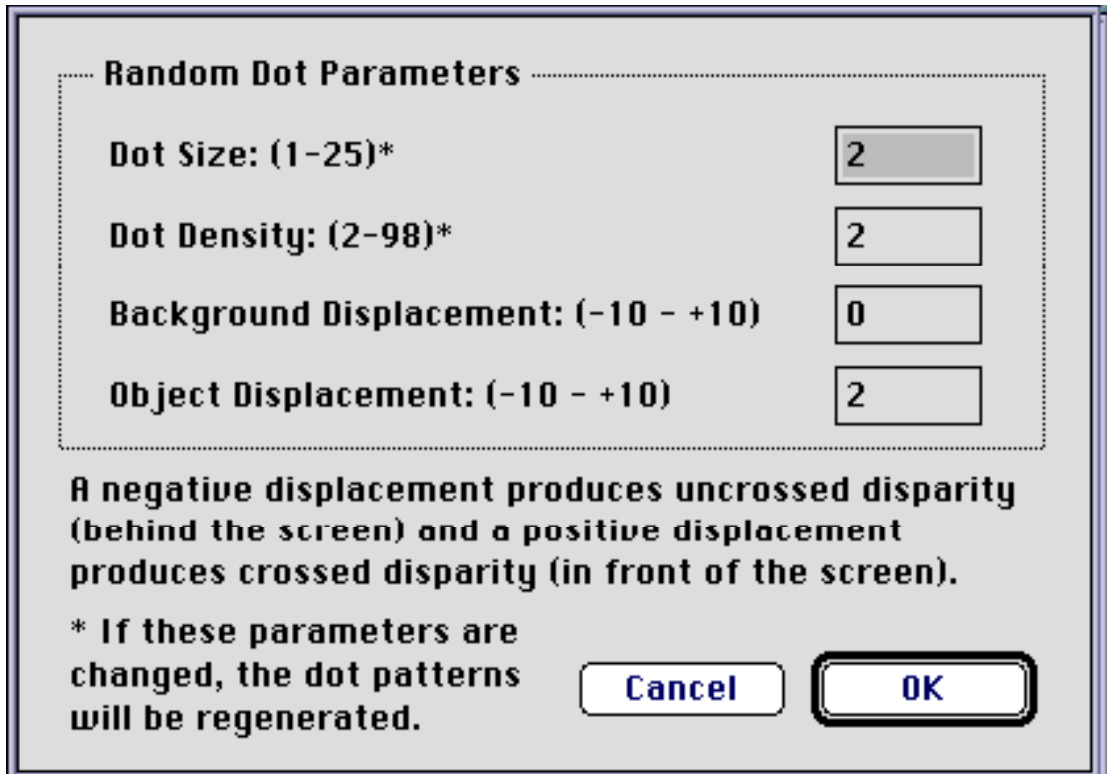 Random Dot Parameters
Dot Size: (1-25)* 2
Dot Density: (2-98)* 2
Background Displacement: (-10 - +10) 0
Object Displacement: (-10 - +10) 2
A negative displacement produces uncrossed disparity
(behind the screen) and a positive displacement
produces crossed disparity (in front of the screen).
* If these parameters are
changed, the dot patterns
will be regenerated.
Cancel OK